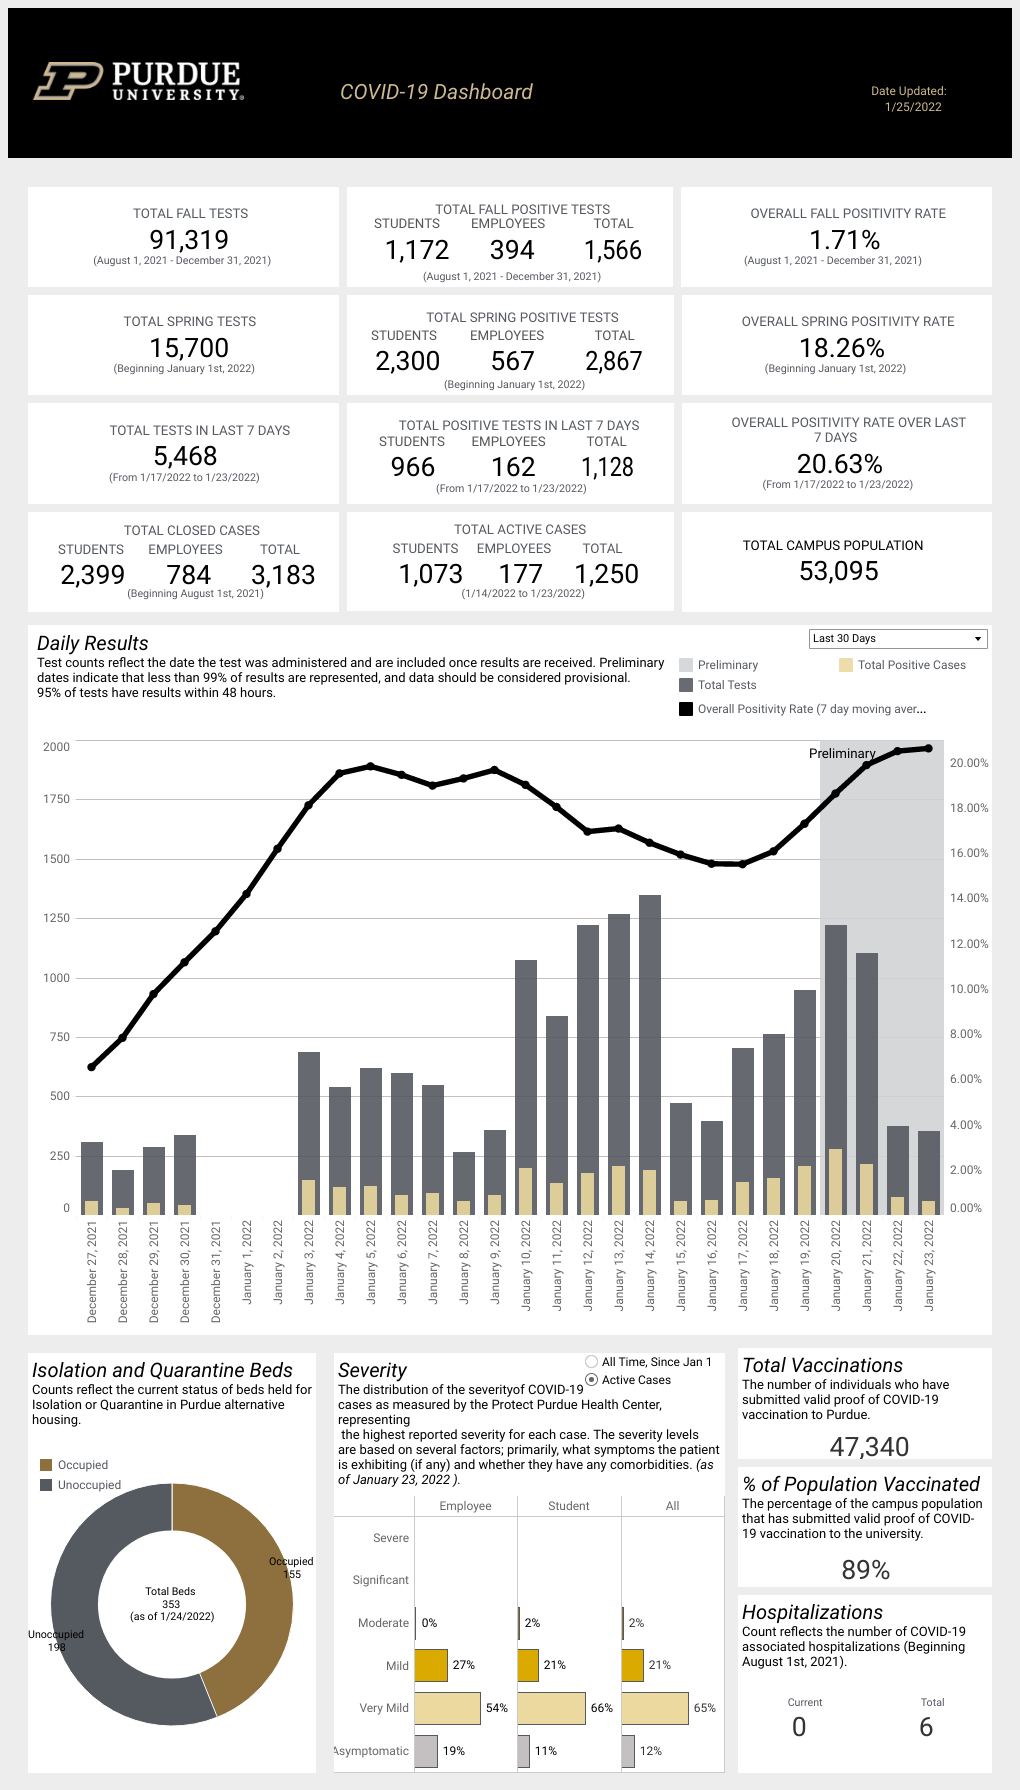 PURDUE
UNIVERSITY®
COVID-19 Dashboard
Date Updated:
1/25/2022
TOTAL FALL TESTS
91,319
(August 1, 2021 - December 31, 2021)
TOTAL FALL POSITIVE TESTS
STUDENTS EMPLOYEES TOTAL
1,172 394 1,566
(August 1, 2021 - December 31, 2021)
OVERALL FALL POSITIVITY RATE
1.71%
(August 1, 2021 - December 31, 2021)
TOTAL SPRING TESTS
15,700
(Beginning January 1st, 2022)
TOTAL SPRING POSITIVE TESTS
STUDENTS EMPLOYEES TOTAL
2,300 567 2,867
(Beginning January 1st, 2022)
OVERALL SPRING POSITIVITY RATE
18.26%
(Beginning January 1st, 2022)
TOTAL TESTS IN LAST 7 DAYS
5,468
(From 1/17/2022 to 1/23/2022)
TOTAL POSITIVE TESTS IN LAST 7 DAYS
STUDENTS EMPLOYEES TOTAL
966 162 1,128
(From 1/17/2022 to 1/23/2022)
OVERALL POSITIVITY RATE OVER LAST
7 DAYS
20.63%
(From 1/17/2022 to 1/23/2022)
TOTAL CLOSED CASES
STUDENTS EMPLOYEES TOTAL
2,399 784 3,183
(Beginning August 1st, 2021)
TOTAL ACTIVE CASES
STUDENTS EMPLOYEES TOTAL
1,073 177 1,250
(1/14/2022 to 1/23/2022)
TOTAL CAMPUS POPULATION
53,095
Daily Results
Test counts reflect the date the test was administered and are included once results are received. Preliminary
dates indicate that less than 99% of results are represented, and data should be considered provisional.
95% of tests have results within 48 hours.
Last 30 Days
Preliminary
Total Positive Cases
Total Tests
Overall Positivity Rate (7 day moving aver...
Preliminary
2000
1750
1500
1250
1000
750
500
250
0
20.00%
18.00%
16.00%
14.00%
12.00%
10.00%
8.00%
6.00%
4.00%
2.00%
0.00%
December 27, 2021
December 28, 2021
December 29, 2021
December 30, 2021
December 31, 2021
January 1, 2022
January 2, 2022
January 3, 2022
January 4, 2022
January 5, 2022
January 6, 2022
January 7, 2022
January 8, 2022
January 9, 2022
January 10, 2022
January 11, 2022
January 12, 2022
January 13, 2022
January 14, 2022
January 15, 2022
January 16, 2022
January 17, 2022
January 18, 2022
January 19, 2022
January 20, 2022
January 21, 2022
January 22, 2022
January 23, 2022
Isolation and Quarantine Beds
Counts reflect the current status of beds held for
Isolation or Quarantine in Purdue alternative
housing.
Occupied
Unoccupied
Occupied
155
Total Beds
353
(as of 1/24/2022)
Unoccupied
198
Severity
All Time, Since Jan 1
Active Cases
The distribution of the severityof COVID-19
cases as measured by the Protect Purdue Health Center,
representing
the highest reported severity for each case. The severity levels
are based on several factors; primarily, what symptoms the patient
is exhibiting (if any) and whether they have any comorbidities. (as
of January 23, 2022 ).
Employee Student All
Severe
Significant
Moderate 0% 2% 2%
Mild 27% 21% 21%
Very Mild 54% 66% 65%
Asymptomatic 19% 11% 12%
Total Vaccinations
The number of individuals who have
submitted valid proof of COVID-19
vaccination to Purdue.
47,340
% of Population Vaccinated
The percentage of the campus population
that has submitted valid proof of COVID-
19 vaccination to the university.
89%
Hospitalizations
Count reflects the number of COVID-19
associated hospitalizations (Beginning
August 1st, 2021).
Current Total
0 6